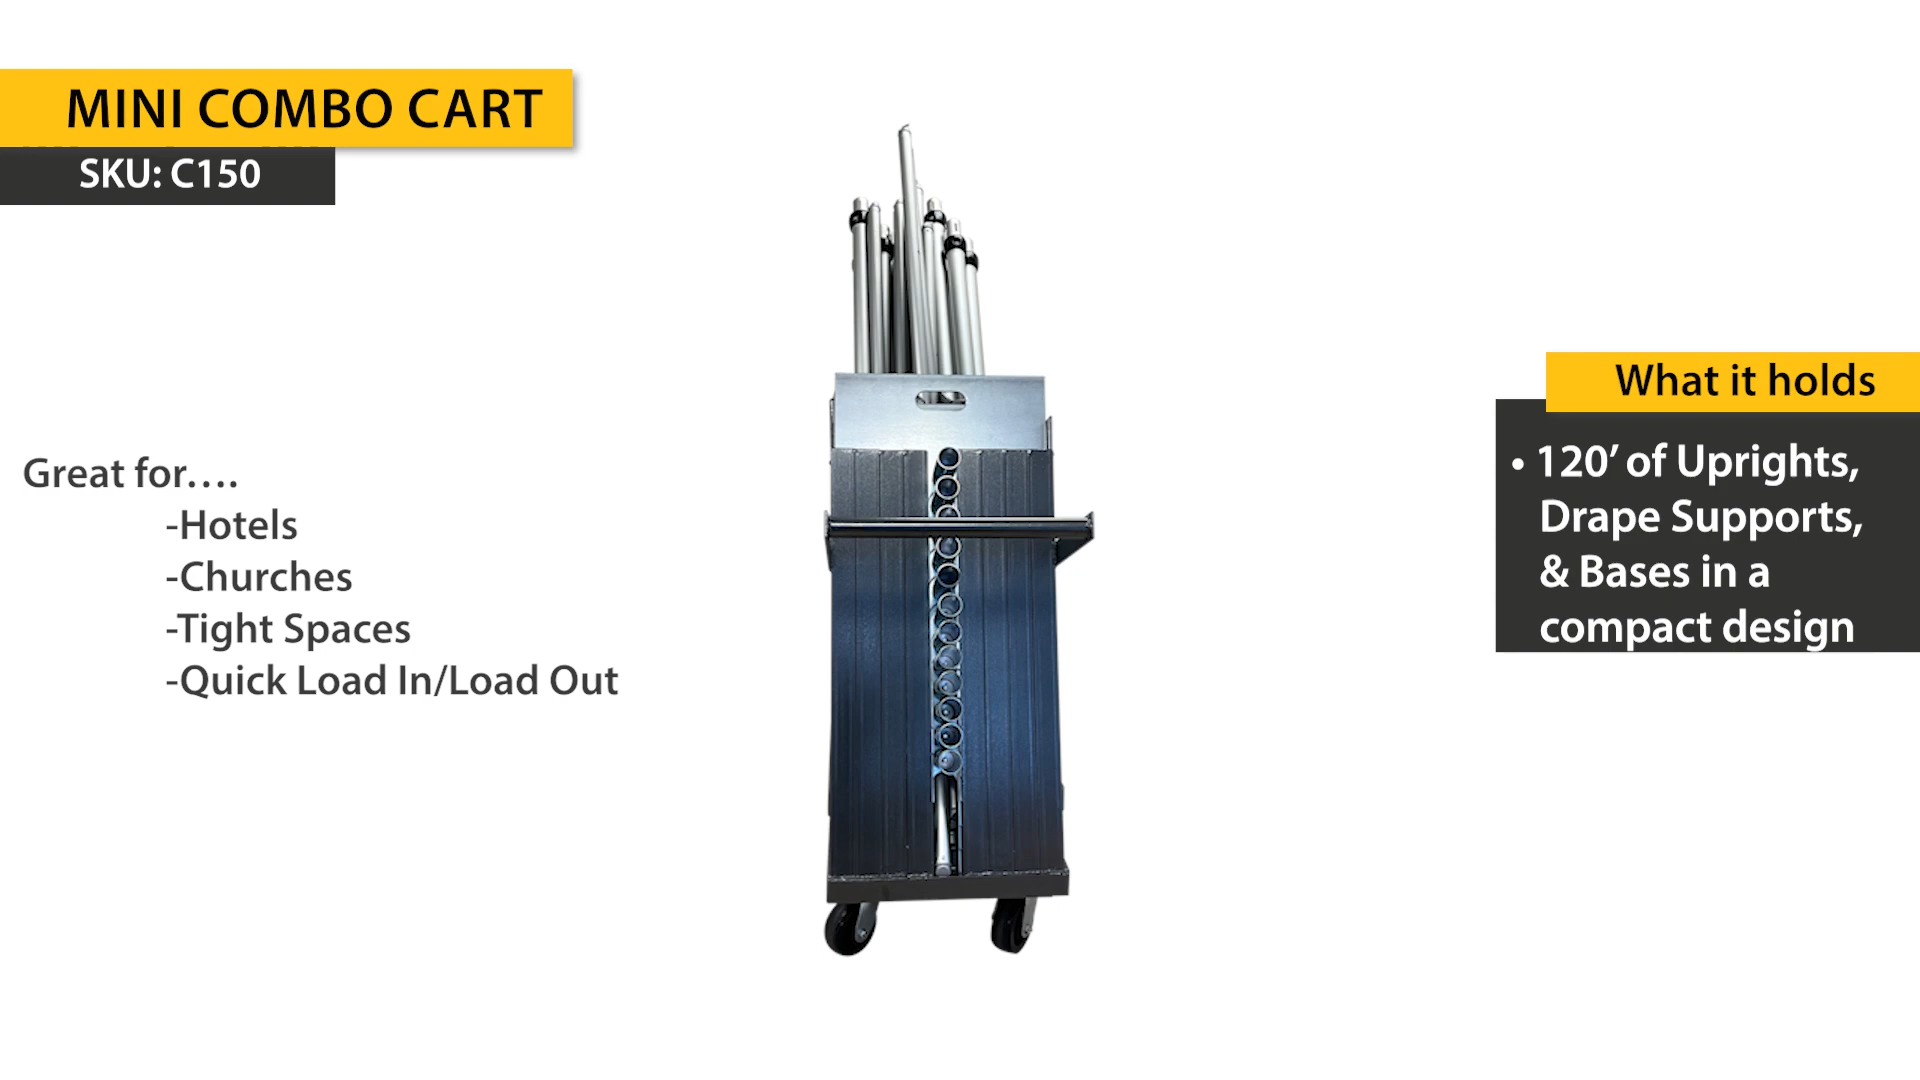 MINI COMBO CART
SKU: C150
Great for....
-Hotels
-Churches
-Tight Spaces
-Quick Load In/Load Out
What it holds
• 120’ of Uprights,
Drape Supports,
& Bases in a
compact design